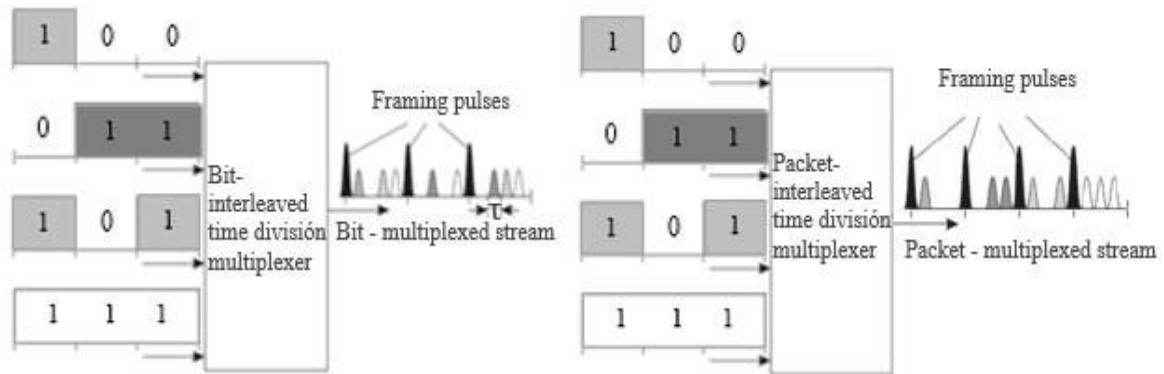 1 0 0
0 1 1
1 0 1
1 1 1
Bit-
interleaved
time división
multiplexer
Framing pulses
τ
Bit - multiplexed stream
1 0 0
0 1 1
1 0 1
1 1 1
Packet-
interleaved
time división
multiplexer
Framing pulses
Packet - multiplexed stream